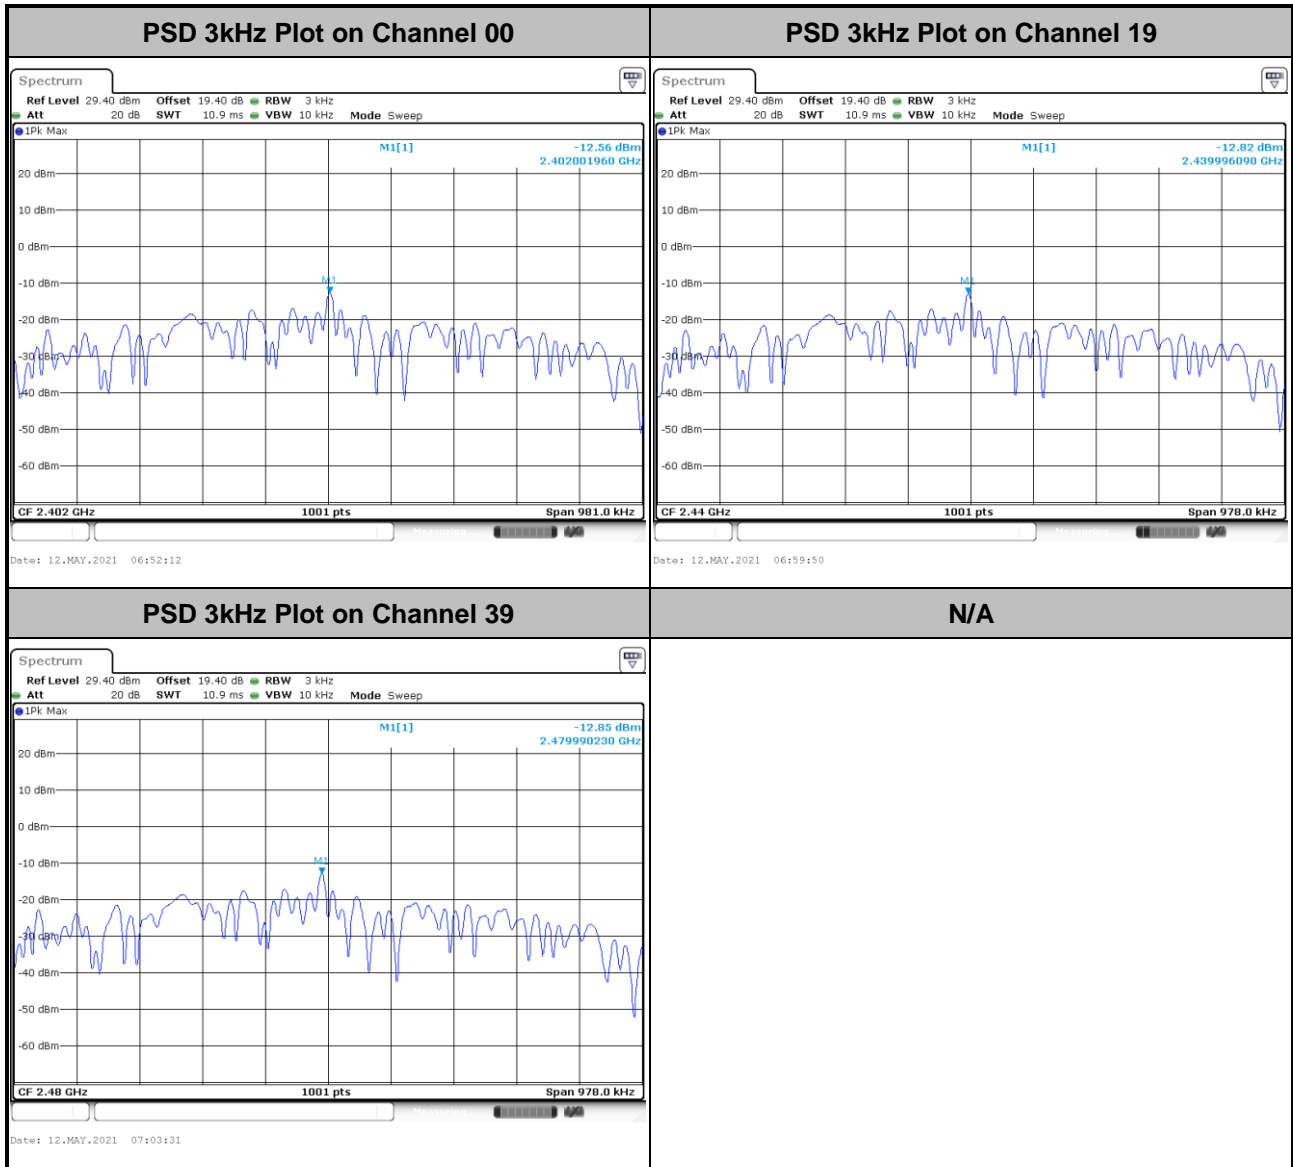 PSD 3kHz Plot on Channel 00
Spectrum
Ref Level 29.40 dBm Offset 19.40 dB RBW 3 kHz
Att 20 dB SWT 10.9 ms VBW 10 kHz Mode Sweep
1Pk Max
M1[1] -12.56 dBm
2.402001960 GHz
20 dBm
10 dBm
0 dBm
M1
-10 dBm
-20 dBm
-30 dBm
-40 dBm
-50 dBm
-60 dBm
CF 2.402 GHz 1001 pts Span 981.0 kHz
Measuring...
Date: 12.MAY.2021 06:52:12
PSD 3kHz Plot on Channel 19
Spectrum
Ref Level 29.40 dBm Offset 19.40 dB RBW 3 kHz
Att 20 dB SWT 10.9 ms VBW 10 kHz Mode Sweep
1Pk Max
M1[1] -12.82 dBm
2.439996090 GHz
20 dBm
10 dBm
0 dBm
M1
-10 dBm
-20 dBm
-30 dBm
-40 dBm
-50 dBm
-60 dBm
CF 2.44 GHz 1001 pts Span 978.0 kHz
Measuring...
Date: 12.MAY.2021 06:59:50
PSD 3kHz Plot on Channel 39
Spectrum
Ref Level 29.40 dBm Offset 19.40 dB RBW 3 kHz
Att 20 dB SWT 10.9 ms VBW 10 kHz Mode Sweep
1Pk Max
M1[1] -12.85 dBm
2.479990230 GHz
20 dBm
10 dBm
0 dBm
M1
-10 dBm
-20 dBm
-30 dBm
-40 dBm
-50 dBm
-60 dBm
CF 2.48 GHz 1001 pts Span 978.0 kHz
Measuring...
Date: 12.MAY.2021 07:03:31
N/A